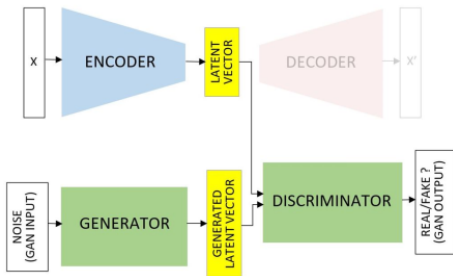 X
ENCODER
LATENT
VECTOR
DECODER
X'
NOISE
(GAN INPUT)
GENERATOR
GENERATED
LATENT VECTOR
DISCRIMINATOR
REAL/FAKE ?
(GAN OUTPUT)